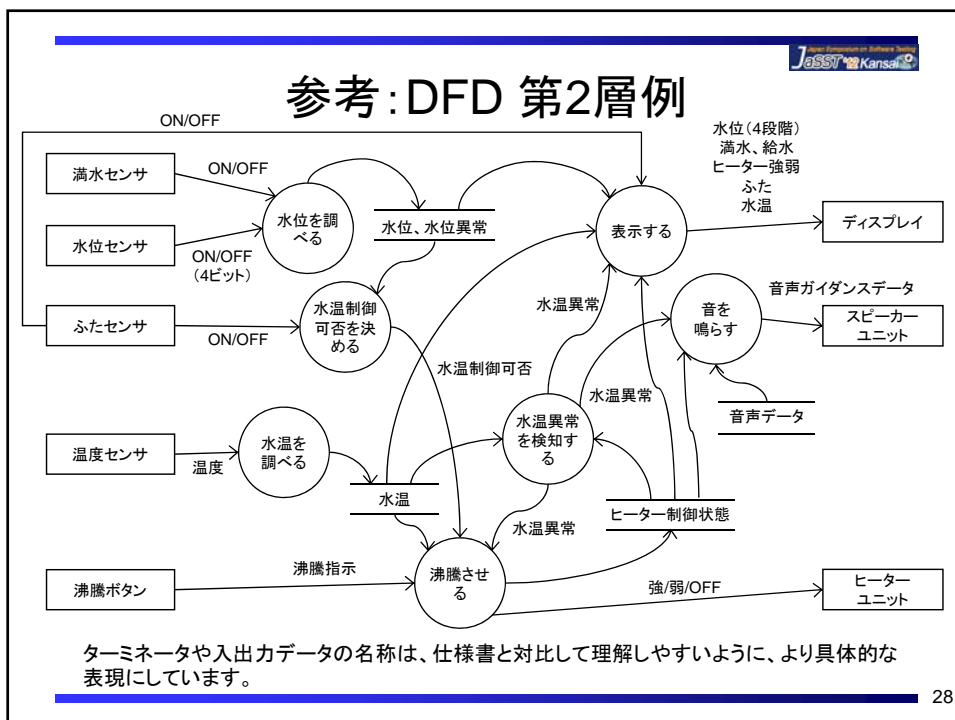 Japan Symposium on Software Testing
JaSST'12 Kansai
参考:DFD 第2層例
ON/OFF
水位(4段階)
満水、給水
ヒーター強弱
ふた
水温
満水センサ
ON/OFF
水位を調
べる
水位、水位異常
表示する
ディスプレイ
水位センサ
ON/OFF
(4ビット)
水温制御
可否を決
める
水温異常
音を
鳴らす
音声ガイダンスデータ
スピーカー
ユニット
ふたセンサ
ON/OFF
水温制御可否
水温異常
音声データ
水温異常
を検知す
る
水温を
調べる
温度センサ
温度
水温
水温異常
ヒーター制御状態
沸騰指示
沸騰させ
る
強/弱/OFF
沸騰ボタン
ヒーター
ユニット
ターミネータや入出力データの名称は、仕様書と対比して理解しやすいように、より具体的な
表現にしています。
28